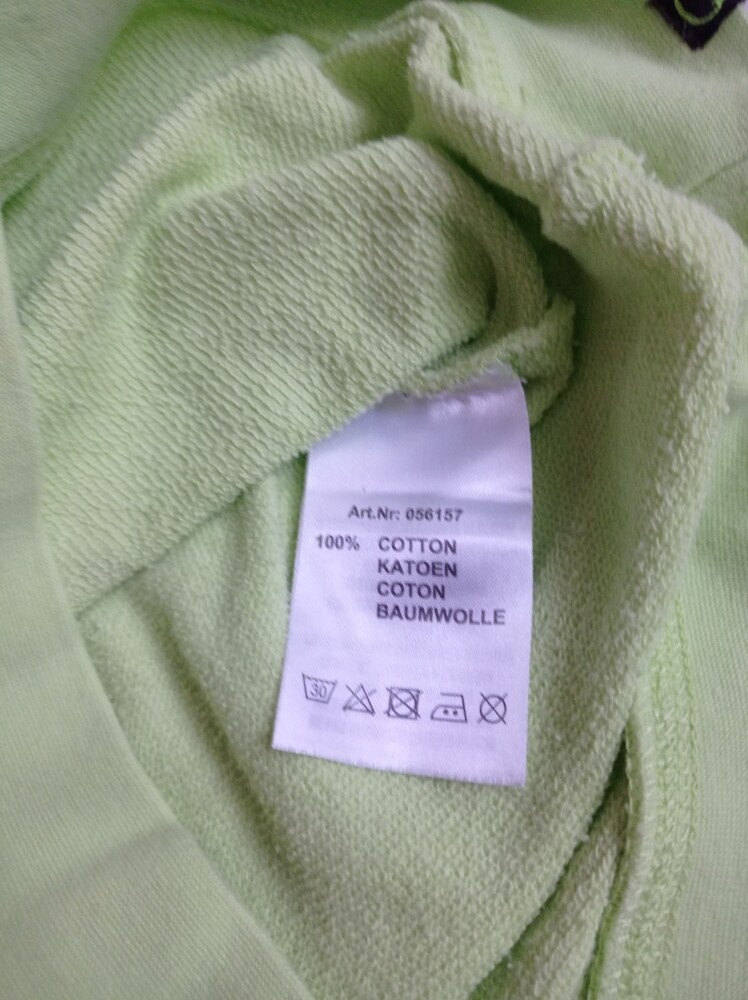 Art.Nr: 056157
100% COTTON
KATOEN
COTON
BAUMWOLLE
30